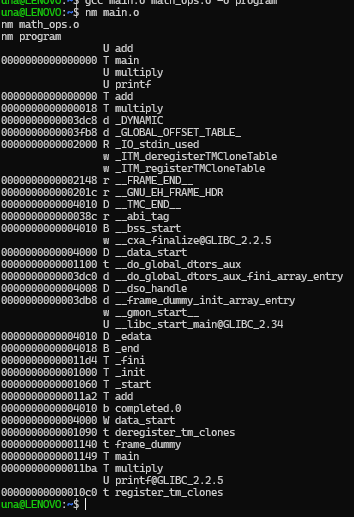 una@LENOVO:~$ gcc main.o math_ops.o -o program
una@LENOVO:~$ nm main.o
nm math_ops.o
nm program
                 U add
0000000000000000 T main
                 U multiply
                 U printf
0000000000000000 T add
0000000000000018 T multiply
0000000000003dc8 d _DYNAMIC
0000000000003fb8 d _GLOBAL_OFFSET_TABLE_
0000000000002000 R _IO_stdin_used
                 w _ITM_deregisterTMCloneTable
                 w _ITM_registerTMCloneTable
0000000000002148 r __FRAME_END__
000000000000201c r __GNU_EH_FRAME_HDR
0000000000004010 D __TMC_END__
000000000000038c r __abi_tag
0000000000004010 B __bss_start
                 w __cxa_finalize@GLIBC_2.2.5
0000000000004000 D __data_start
0000000000001100 t __do_global_dtors_aux
0000000000003dc0 d __do_global_dtors_aux_fini_array_entry
0000000000004008 D __dso_handle
0000000000003db8 d __frame_dummy_init_array_entry
                 w __gmon_start__
                 U __libc_start_main@GLIBC_2.34
0000000000004010 D _edata
0000000000004018 B _end
00000000000011d4 T _fini
0000000000001000 T _init
0000000000001060 T _start
00000000000011a2 T add
0000000000004010 b completed.0
0000000000004000 W data_start
0000000000001090 t deregister_tm_clones
0000000000001140 t frame_dummy
0000000000001149 T main
00000000000011ba T multiply
                 U printf@GLIBC_2.2.5
00000000000010c0 t register_tm_clones
una@LENOVO:~$